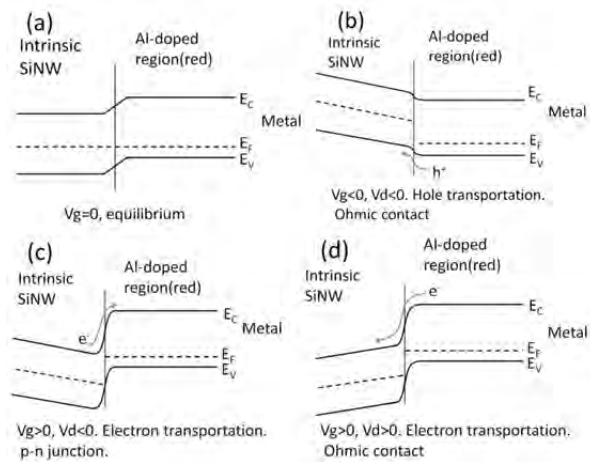 (a)
Intrinsic
SiNW
Al-doped
region(red)
E_C
Metal
E_F
E_V
Vg=0, equilibrium
(b)
Intrinsic
SiNW
Al-doped
region(red)
E_C
Metal
E_F
E_V
h⁺
Vg<0, Vd<0. Hole transportation.
Ohmic contact
(c)
Intrinsic
SiNW
Al-doped
region(red)
e⁻
E_C
Metal
E_F
E_V
Vg>0, Vd<0. Electron transportation.
p-n junction.
(d)
Intrinsic
SiNW
Al-doped
region(red)
e⁻
E_C
Metal
E_F
E_V
Vg>0, Vd>0. Electron transportation.
Ohmic contact